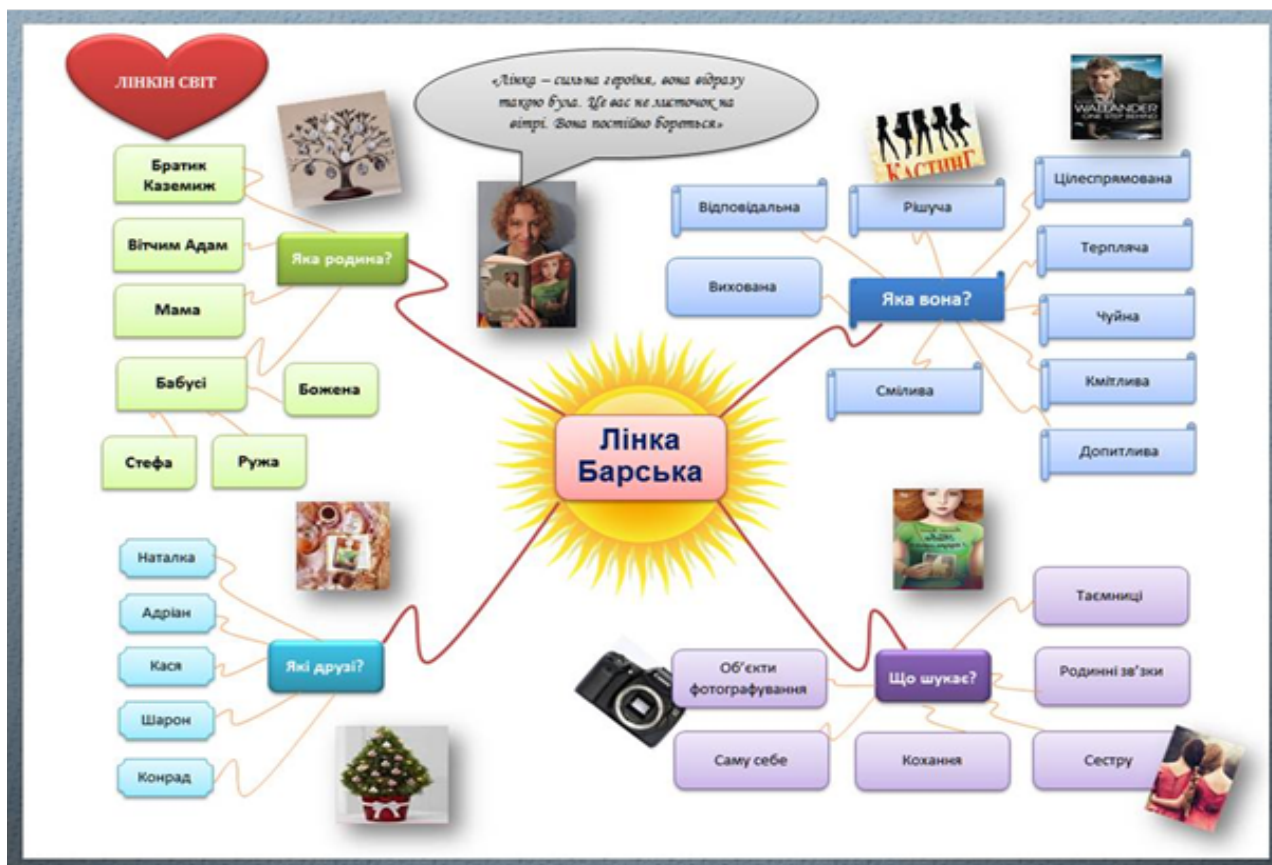 ЛІНКІН СВІТ
«Лінка – сильна героїня, вона відразу
такою була. Це вас не листочок на
вітрі. Вона постійно бореться»
Братик
Каземиж
Вітчим Адам
Мама
Бабусі
Божена
Стефа
Ружа
Яка родина?
КАСТИНГ
WALLANDER
ONE STEP BEHIND
Відповідальна
Рішуча
Цілеспрямована
Терпляча
Вихована
Яка вона?
Чуйна
Смілива
Кмітлива
Допитлива
Лінка
Барська
Наталка
Адріан
Кася
Шарон
Конрад
Які друзі?
Таємниці
Об’єкти
фотографування
Що шукає?
Родинні зв’зки
Саму себе
Кохання
Сестру